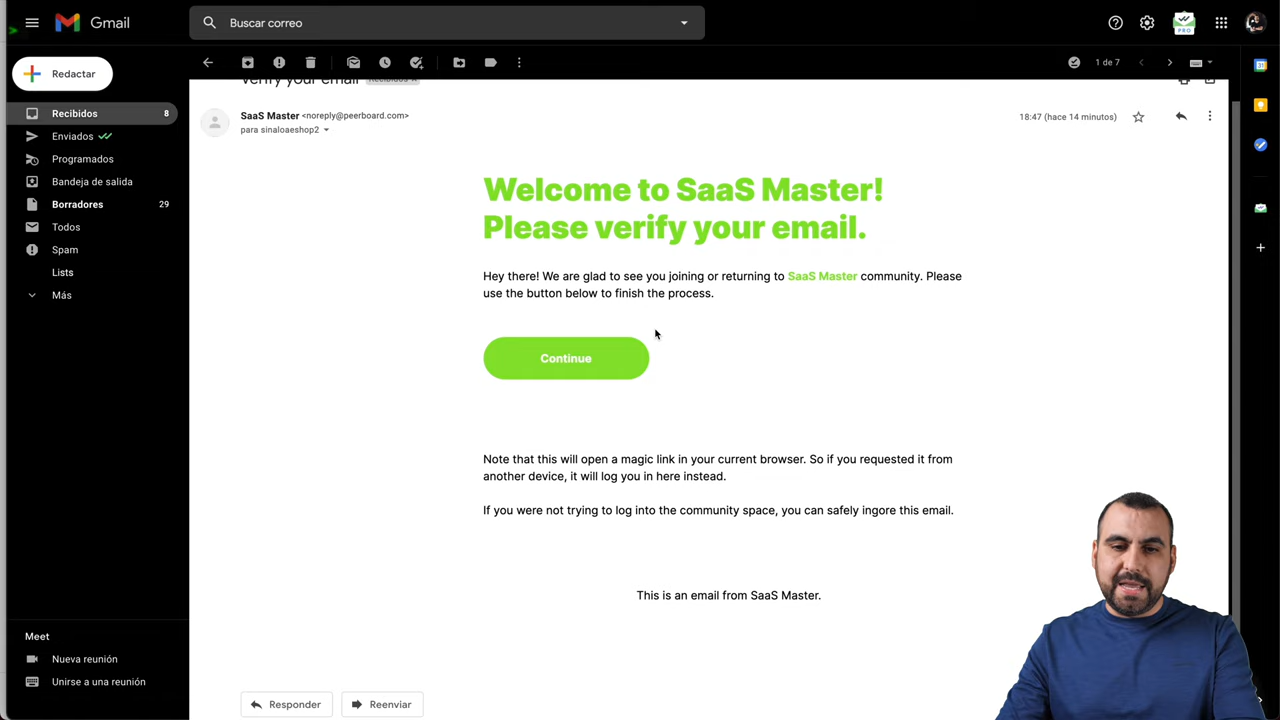 Gmail
Buscar correo
PRO
Redactar
1 de 7
Recibidos 8
Verify your email Recibidos ×
Enviados
SaaS Master <noreply@peerboard.com>
18:47 (hace 14 minutos)
para sinaloaeshop2
Programados
Bandeja de salida
Borradores 29
Todos
Spam
Lists
Más
Welcome to SaaS Master!
Please verify your email.
Hey there! We are glad to see you joining or returning to SaaS Master community. Please
use the button below to finish the process.
Continue
Note that this will open a magic link in your current browser. So if you requested it from
another device, it will log you in here instead.
If you were not trying to log into the community space, you can safely ingore this email.
This is an email from SaaS Master.
Meet
Nueva reunión
Unirse a una reunión
Responder
Reenviar